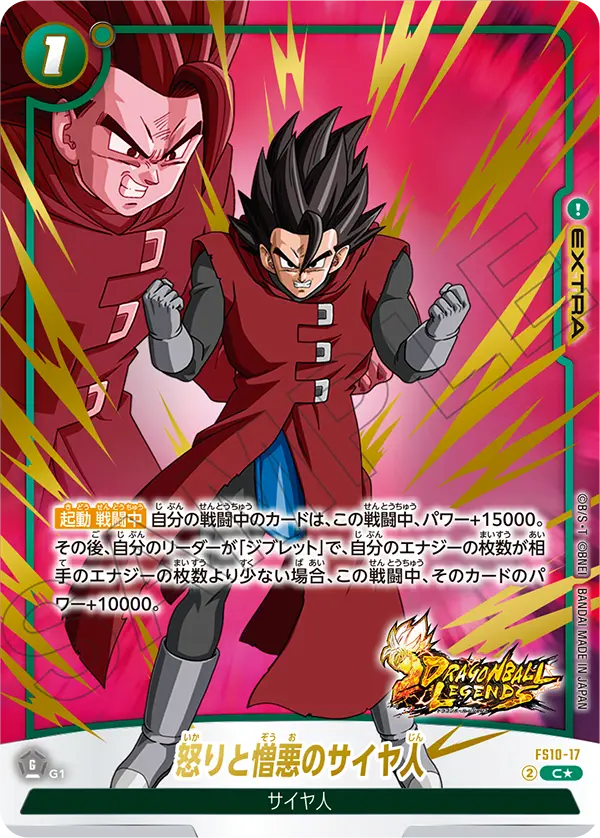 1
EXTRA
起動 戦闘中 自分の戦闘中のカードは、この戦闘中、パワー+15000。
その後、自分のリーダーが「ジブレット」で、自分のエナジーの枚数が相
手のエナジーの枚数より少ない場合、この戦闘中、そのカードのパ
ワー+10000。
©B/S・T ©BNEI BANDAI MADE IN JAPAN
DRAGONBALL
LEGENDS
SAMPLE
怒りと憎悪のサイヤ人
FS10-17
G G1
2 C★
サイヤ人